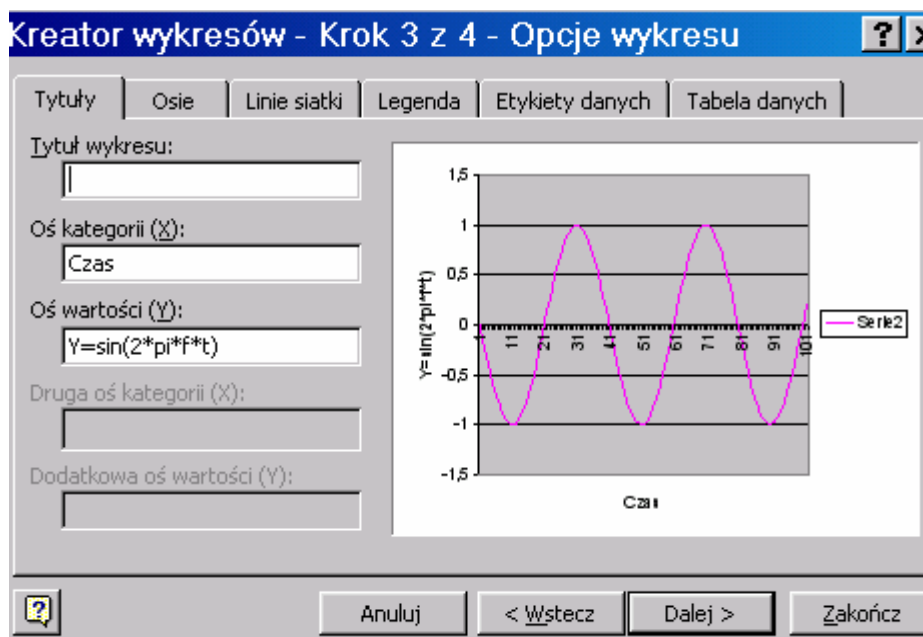 Kreator wykresów - Krok 3 z 4 - Opcje wykresu
Tytuły Osie Linie siatki Legenda Etykiety danych Tabela danych
Tytuł wykresu:
Oś kategorii (X):
Czas
Oś wartości (Y):
Y=sin(2*pi*f*t)
Druga oś kategorii (X):
Dodatkowa oś wartości (Y):
Y=sin(2*pi*f*t)
1,5
1
0,5
0
-0,5
-1
-1,5
1 11 21 31 41 51 61 71 81 91 101
Czas
Serie2
Anuluj < Wstecz Dalej > Zakończ